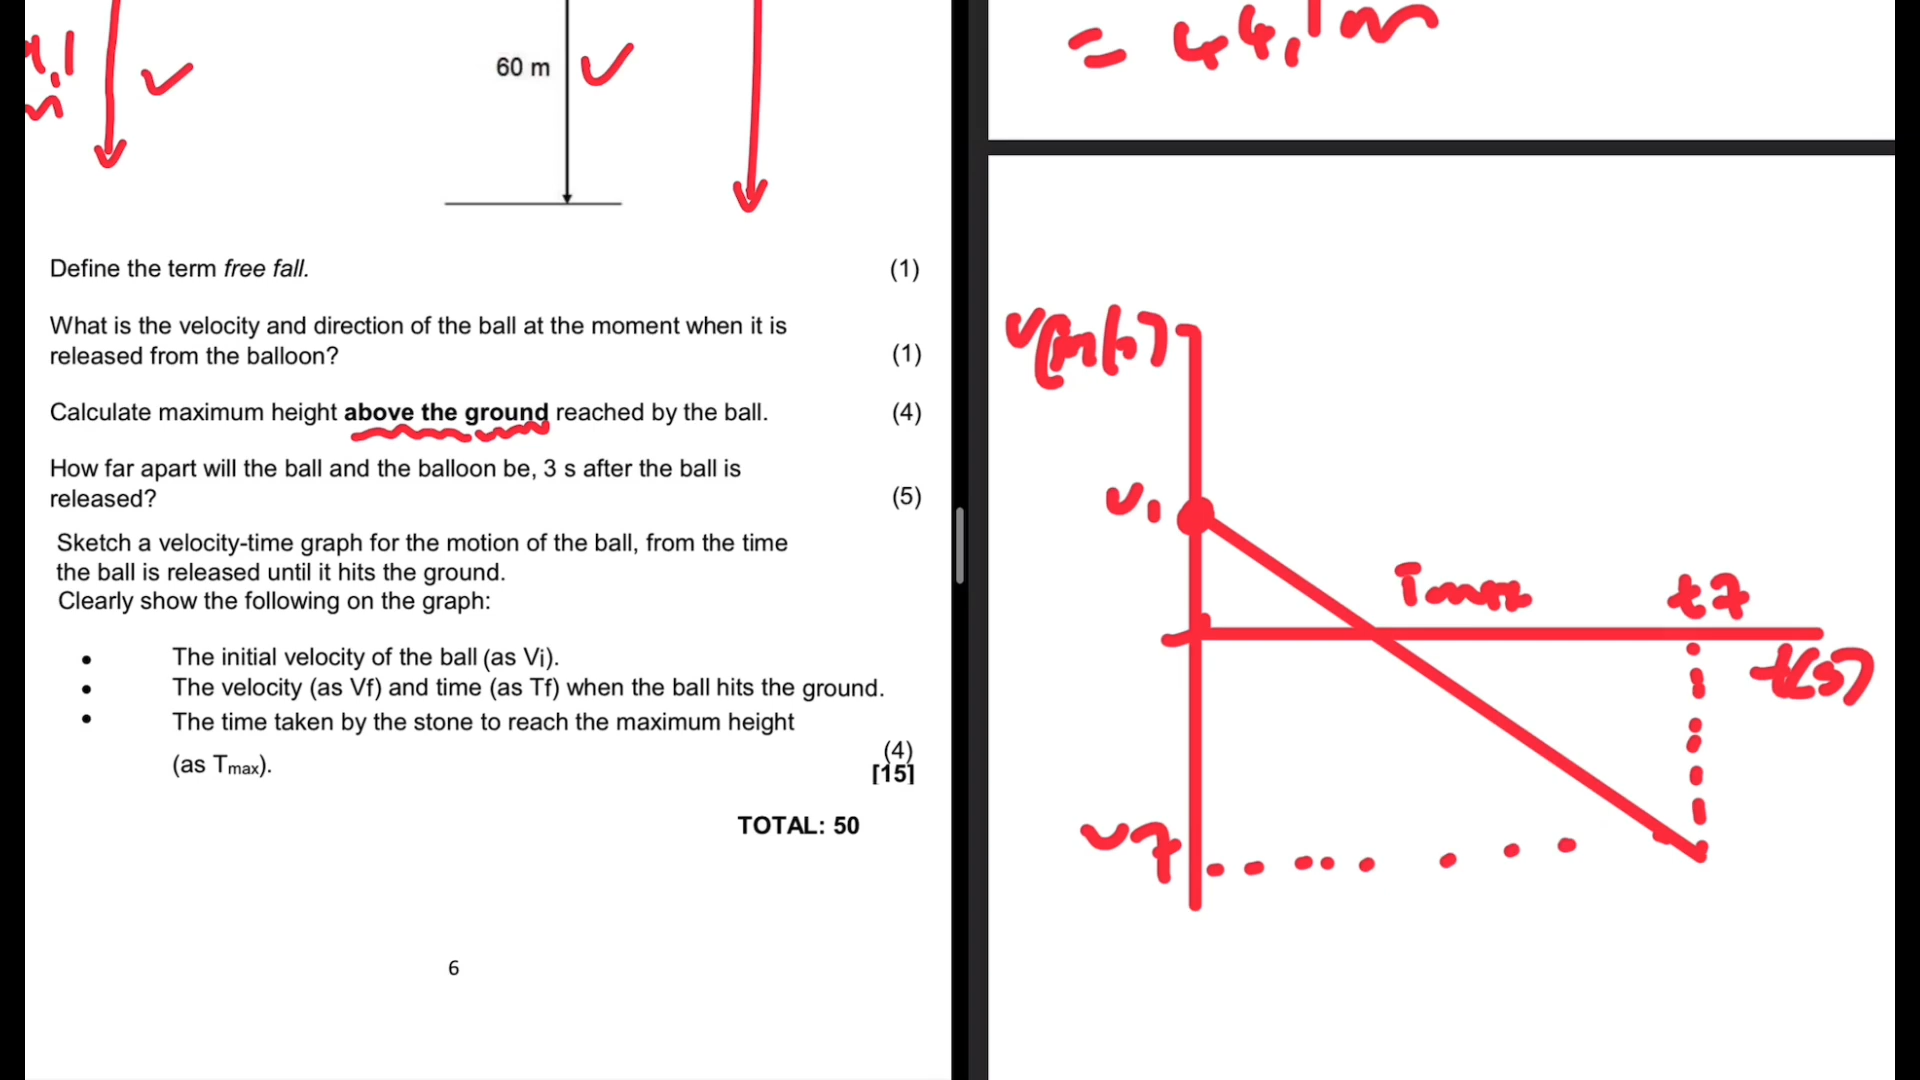 60 m
Define the term free fall. (1)
What is the velocity and direction of the ball at the moment when it is
released from the balloon? (1)
Calculate maximum height above the ground reached by the ball. (4)
How far apart will the ball and the balloon be, 3 s after the ball is
released? (5)
Sketch a velocity-time graph for the motion of the ball, from the time
the ball is released until it hits the ground.
Clearly show the following on the graph:
• The initial velocity of the ball (as Vi).
• The velocity (as Vf) and time (as Tf) when the ball hits the ground.
• The time taken by the stone to reach the maximum height
(as Tmax). (4)
[15]
TOTAL: 50
6
= 44,1m
v(m/s)
vi
Tmax
tf
t(s)
vf